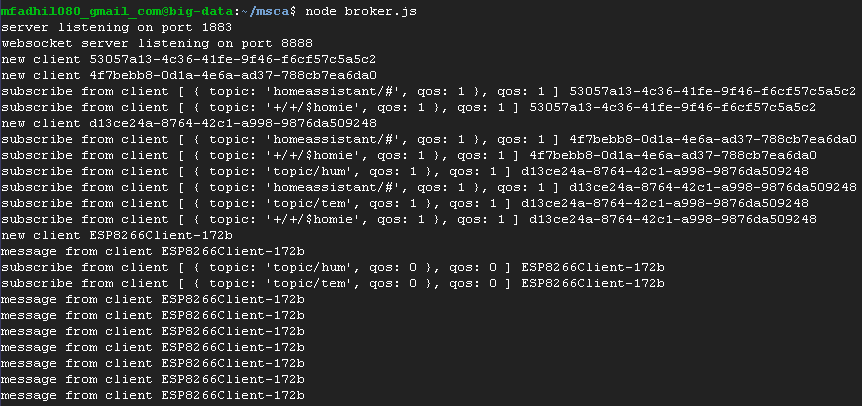 mfadhil080_gmail_com@big-data:~/msca$ node broker.js
server listening on port 1883
websocket server listening on port 8888
new client 53057a13-4c36-41fe-9f46-f6cf57c5a5c2
new client 4f7bebb8-0d1a-4e6a-ad37-788cb7ea6da0
subscribe from client [ { topic: 'homeassistant/#', qos: 1 }, qos: 1 ] 53057a13-4c36-41fe-9f46-f6cf57c5a5c2
subscribe from client [ { topic: '+/+/$homie', qos: 1 }, qos: 1 ] 53057a13-4c36-41fe-9f46-f6cf57c5a5c2
new client d13ce24a-8764-42c1-a998-9876da509248
subscribe from client [ { topic: 'homeassistant/#', qos: 1 }, qos: 1 ] 4f7bebb8-0d1a-4e6a-ad37-788cb7ea6da0
subscribe from client [ { topic: '+/+/$homie', qos: 1 }, qos: 1 ] 4f7bebb8-0d1a-4e6a-ad37-788cb7ea6da0
subscribe from client [ { topic: 'topic/hum', qos: 1 }, qos: 1 ] d13ce24a-8764-42c1-a998-9876da509248
subscribe from client [ { topic: 'homeassistant/#', qos: 1 }, qos: 1 ] d13ce24a-8764-42c1-a998-9876da509248
subscribe from client [ { topic: 'topic/tem', qos: 1 }, qos: 1 ] d13ce24a-8764-42c1-a998-9876da509248
subscribe from client [ { topic: '+/+/$homie', qos: 1 }, qos: 1 ] d13ce24a-8764-42c1-a998-9876da509248
new client ESP8266Client-172b
message from client ESP8266Client-172b
subscribe from client [ { topic: 'topic/hum', qos: 0 }, qos: 0 ] ESP8266Client-172b
subscribe from client [ { topic: 'topic/tem', qos: 0 }, qos: 0 ] ESP8266Client-172b
message from client ESP8266Client-172b
message from client ESP8266Client-172b
message from client ESP8266Client-172b
message from client ESP8266Client-172b
message from client ESP8266Client-172b
message from client ESP8266Client-172b
message from client ESP8266Client-172b